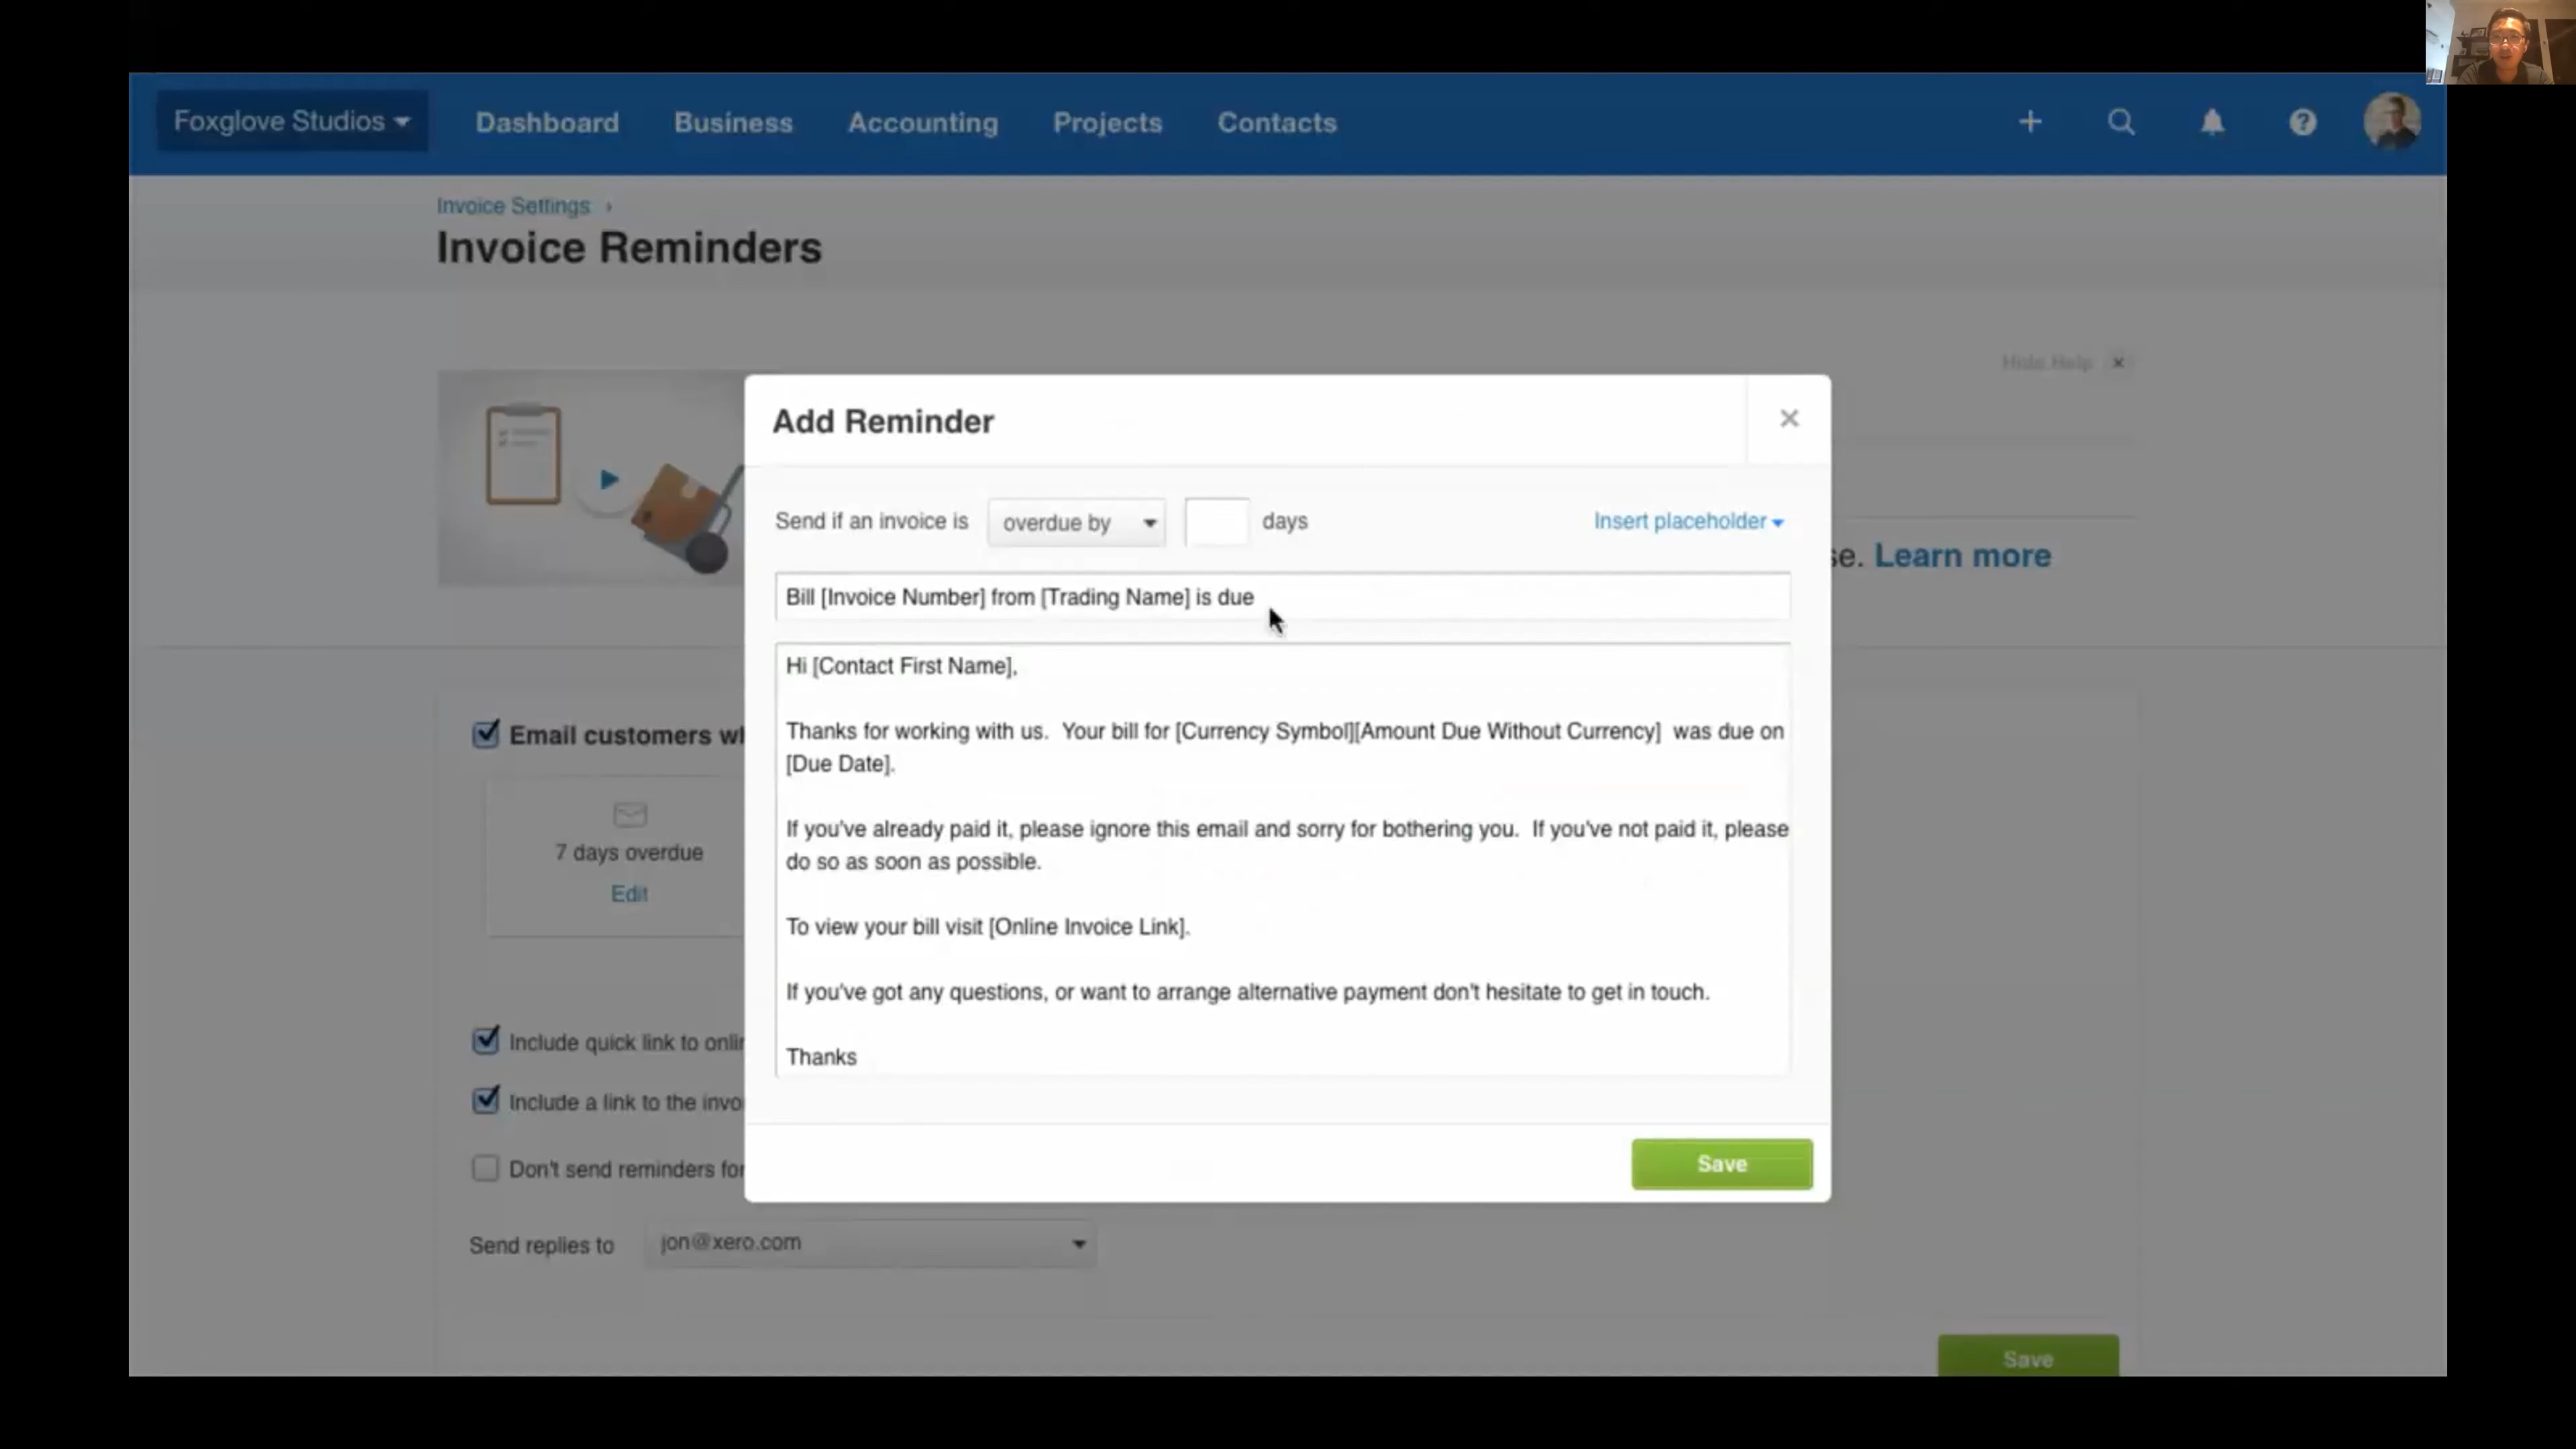 Foxglove Studios
Dashboard
Business
Accounting
Projects
Contacts
Invoice Settings
Invoice Reminders
Hide Help
Add Reminder
Send if an invoice is
overdue by
days
Insert placeholder
se. Learn more
Bill [Invoice Number] from [Trading Name] is due
Hi [Contact First Name],
Thanks for working with us.  Your bill for [Currency Symbol][Amount Due Without Currency]  was due on
[Due Date].
If you've already paid it, please ignore this email and sorry for bothering you.  If you've not paid it, please
do so as soon as possible.
To view your bill visit [Online Invoice Link].
If you've got any questions, or want to arrange alternative payment don't hesitate to get in touch.
Thanks
Save
Email customers
7 days overdue
Edit
Include quick link to
Include a link to the
Don't send reminders for
Send replies to
jon@xero.com
Save